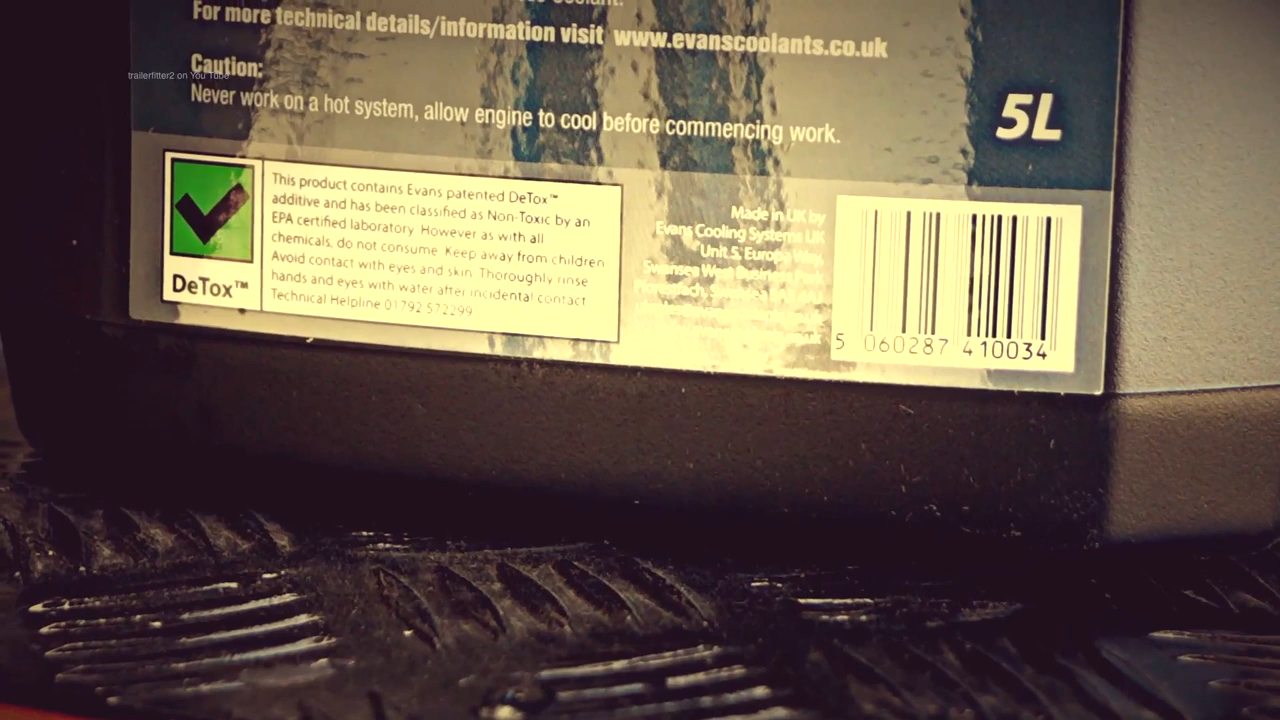 coolant.
For more technical details/information visit www.evanscoolants.co.uk
Caution:
trailerfitter2 on You Tube
Never work on a hot system, allow engine to cool before commencing work.
5L
This product contains Evans patented DeTox™
additive and has been classified as Non-Toxic by an
EPA certified laboratory. However as with all
chemicals, do not consume. Keep away from children
Avoid contact with eyes and skin. Thoroughly rinse
hands and eyes with water after incidental contact
Technical Helpline 01792 572299
DeTox™
Made in UK by
Evans Cooling Systems UK
Unit 5, Europa Way,
Swansea West Business
5 060287 410034